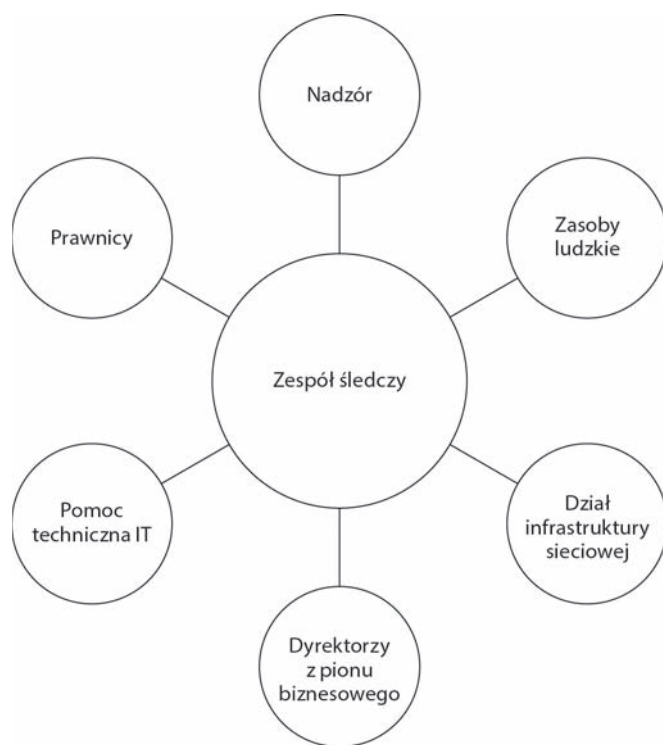 Nadzór
Prawnicy
Zasoby
ludzkie
Zespół śledczy
Pomoc
techniczna IT
Dział
infrastruktury
sieciowej
Dyrektorzy
z pionu
biznesowego